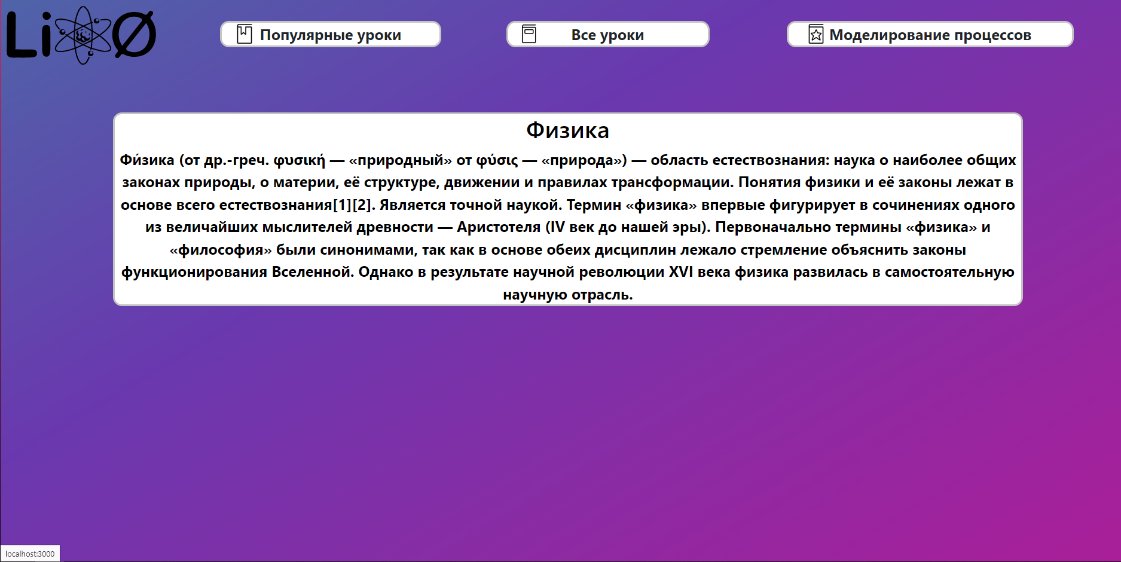 Li Ø
Популярные уроки
Все уроки
Моделирование процессов
Физика
Фи́зика (от др.-греч. φυσική — «природный» от φύσις — «природа») — область естествознания: наука о наиболее общих
законах природы, о материи, её структуре, движении и правилах трансформации. Понятия физики и её законы лежат в
основе всего естествознания[1][2]. Является точной наукой. Термин «физика» впервые фигурирует в сочинениях одного
из величайших мыслителей древности — Аристотеля (IV век до нашей эры). Первоначально термины «физика» и
«философия» были синонимами, так как в основе обеих дисциплин лежало стремление объяснить законы
функционирования Вселенной. Однако в результате научной революции XVI века физика развилась в самостоятельную
научную отрасль.
localhost:3000